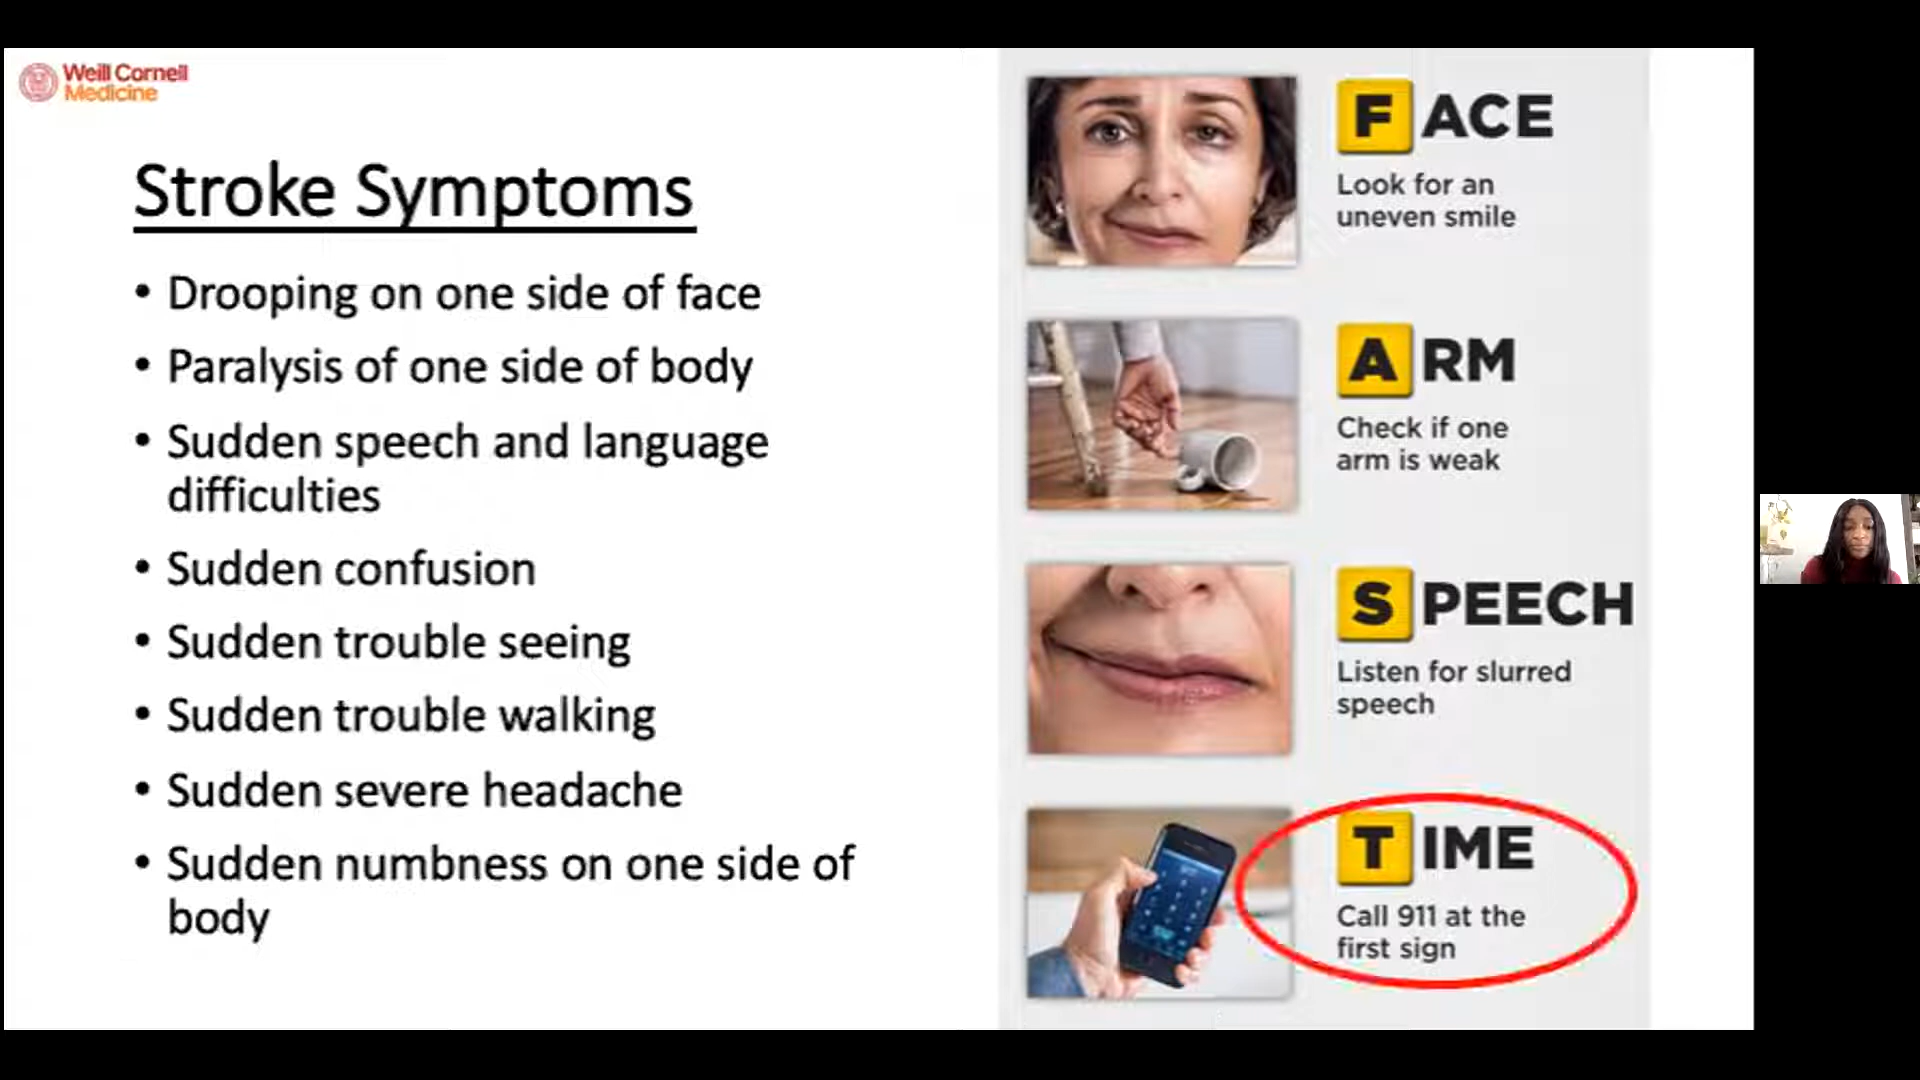 Weill Cornell
Medicine
Stroke Symptoms
• Drooping on one side of face
• Paralysis of one side of body
• Sudden speech and language
difficulties
• Sudden confusion
• Sudden trouble seeing
• Sudden trouble walking
• Sudden severe headache
• Sudden numbness on one side of
body
FACE
Look for an
uneven smile
ARM
Check if one
arm is weak
SPEECH
Listen for slurred
speech
TIME
Call 911 at the
first sign